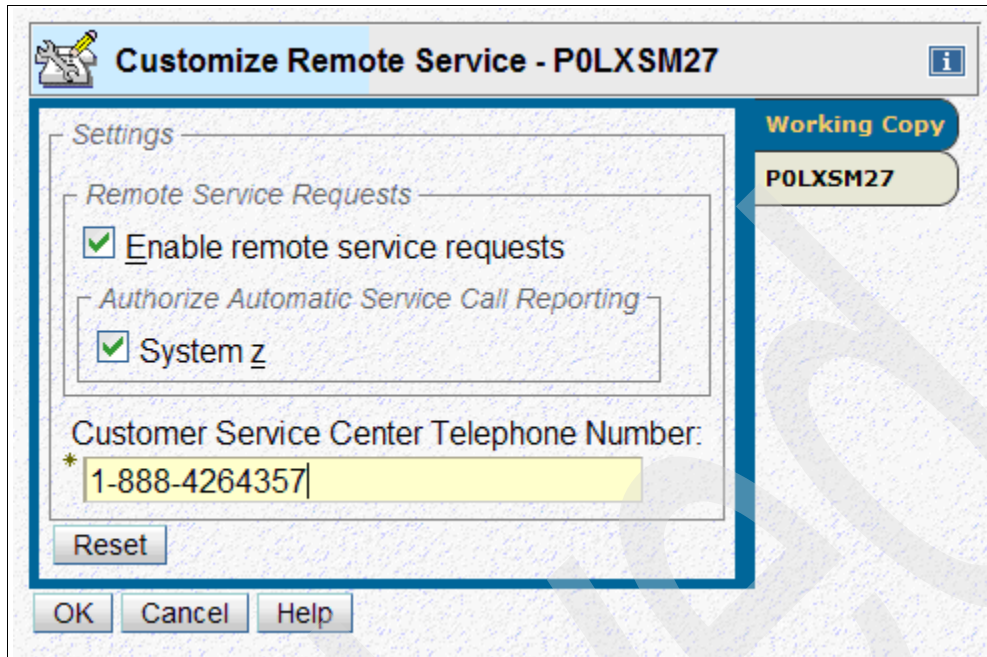 Customize Remote Service - P0LXSM27
i
Working Copy
P0LXSM27
Settings
Remote Service Requests
Enable remote service requests
Authorize Automatic Service Call Reporting
System z
Customer Service Center Telephone Number:
* 1-888-4264357
Reset
OK Cancel Help